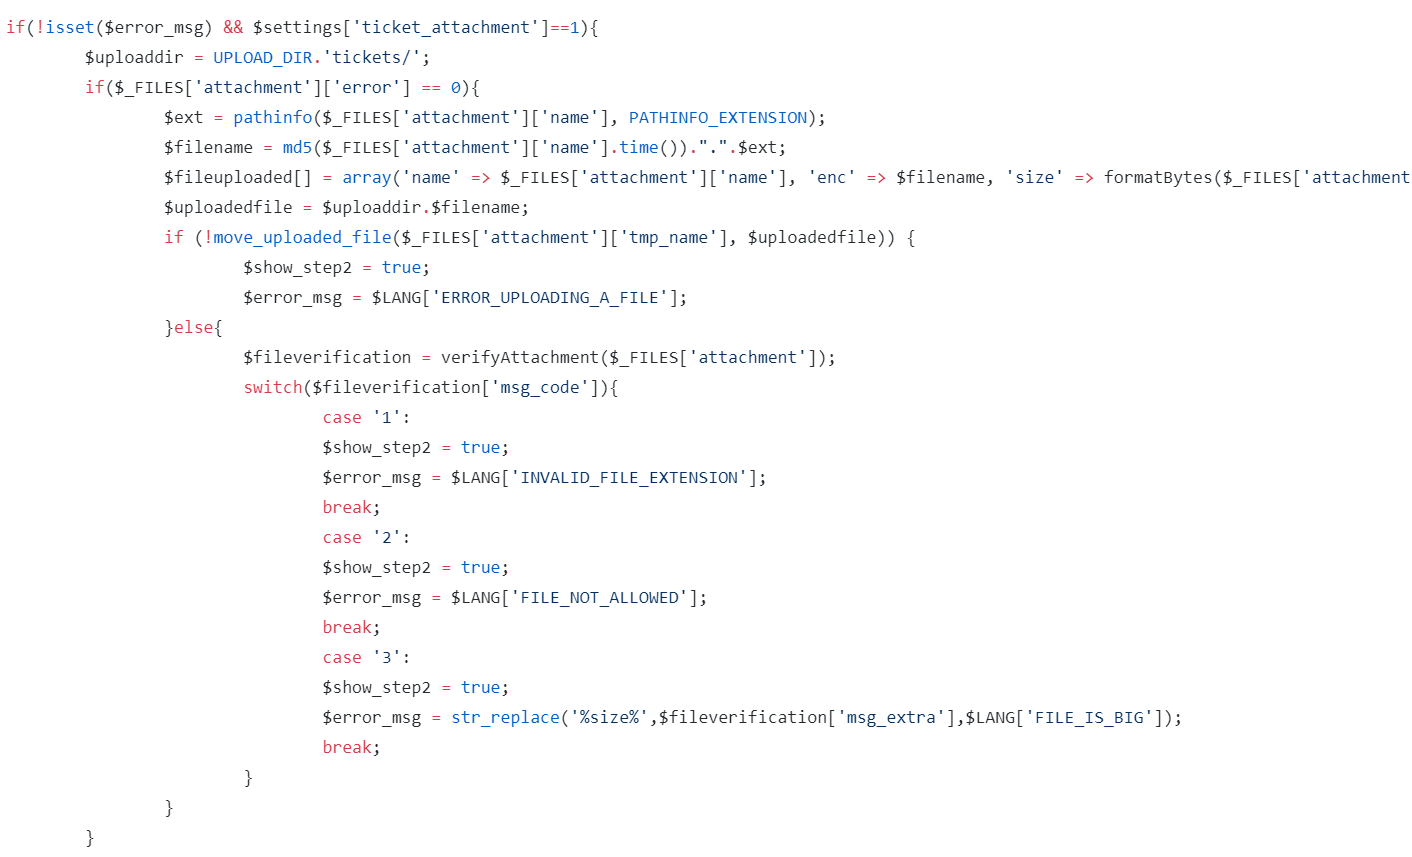 if(!isset($error_msg) && $settings['ticket_attachment']==1){
$uploaddir = UPLOAD_DIR.'tickets/';
if($_FILES['attachment']['error'] == 0){
$ext = pathinfo($_FILES['attachment']['name'], PATHINFO_EXTENSION);
$filename = md5($_FILES['attachment']['name'].time()).".".$ext;
$fileuploaded[] = array('name' => $_FILES['attachment']['name'], 'enc' => $filename, 'size' => formatBytes($_FILES['attachment
$uploadedfile = $uploaddir.$filename;
if (!move_uploaded_file($_FILES['attachment']['tmp_name'], $uploadedfile)) {
$show_step2 = true;
$error_msg = $LANG['ERROR_UPLOADING_A_FILE'];
}else{
$fileverification = verifyAttachment($_FILES['attachment']);
switch($fileverification['msg_code']){
case '1':
$show_step2 = true;
$error_msg = $LANG['INVALID_FILE_EXTENSION'];
break;
case '2':
$show_step2 = true;
$error_msg = $LANG['FILE_NOT_ALLOWED'];
break;
case '3':
$show_step2 = true;
$error_msg = str_replace('%size%',$fileverification['msg_extra'],$LANG['FILE_IS_BIG']);
break;
}
}
}